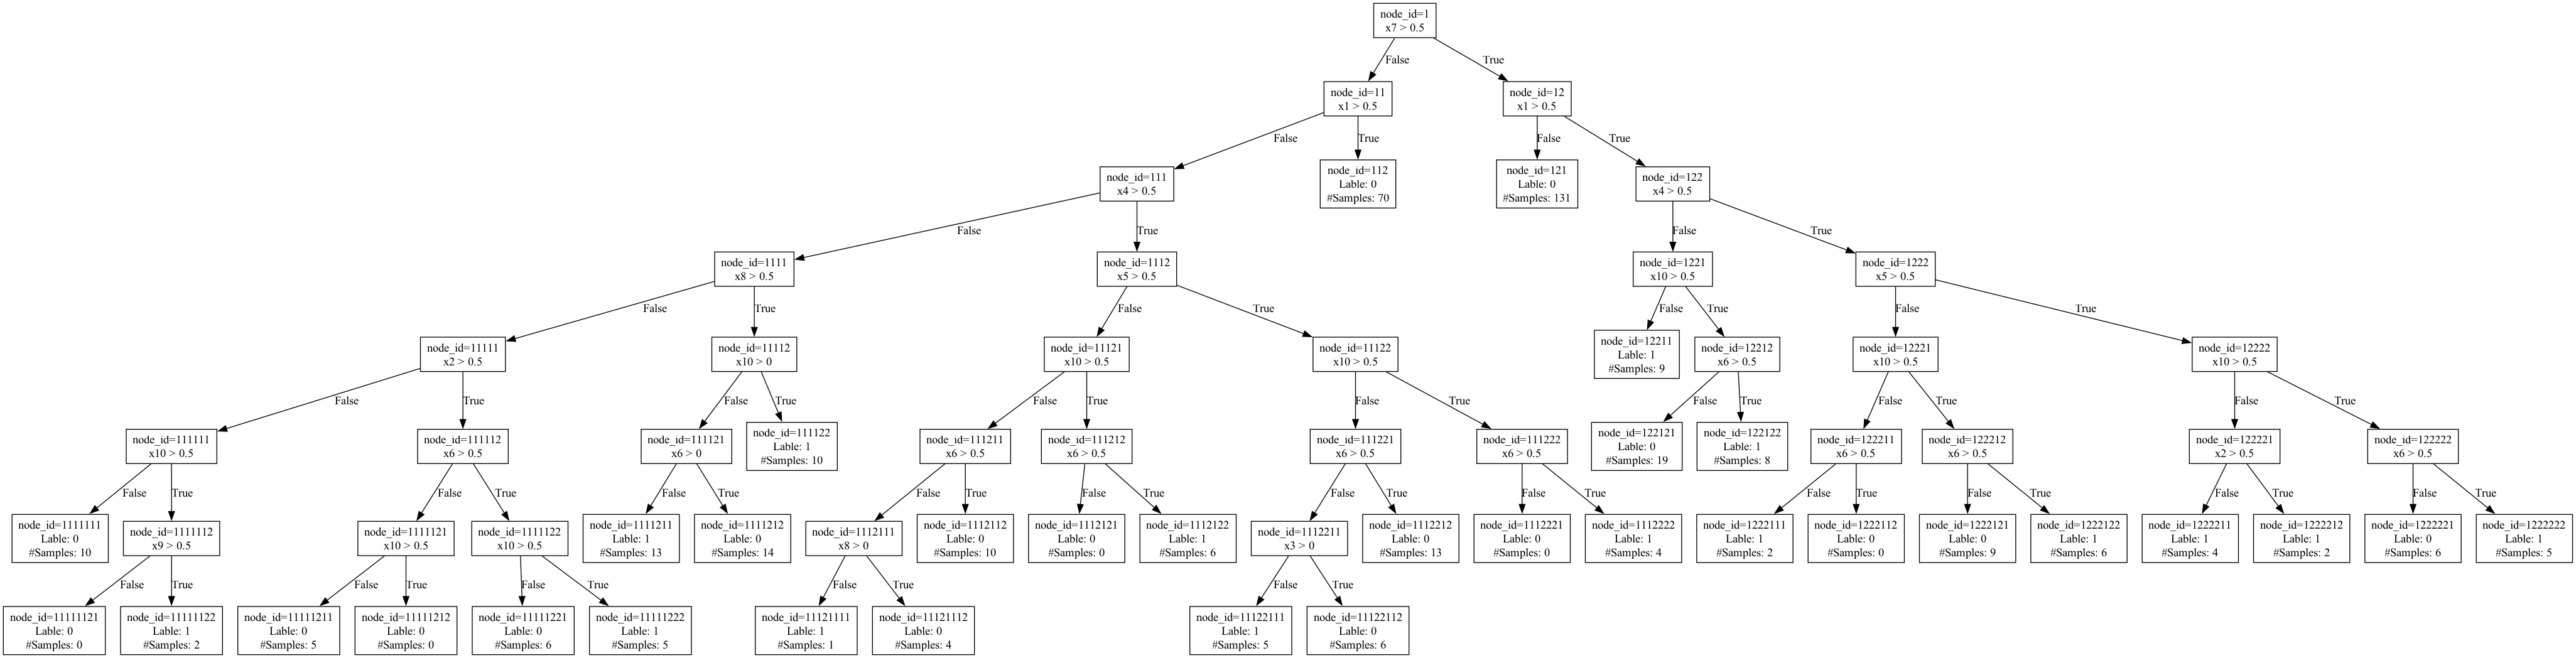 node_id=1
x7 > 0.5
False
True
node_id=11
x1 > 0.5
node_id=12
x1 > 0.5
False
True
False
True
node_id=111
x4 > 0.5
node_id=112
Lable: 0
#Samples: 70
node_id=121
Lable: 0
#Samples: 131
node_id=122
x4 > 0.5
False
True
False
True
node_id=1111
x8 > 0.5
node_id=1112
x5 > 0.5
node_id=1221
x10 > 0.5
node_id=1222
x5 > 0.5
False
True
False
True
False
True
False
True
node_id=11111
x2 > 0.5
node_id=11112
x10 > 0
node_id=11121
x10 > 0.5
node_id=11122
x10 > 0.5
node_id=12211
Lable: 1
#Samples: 9
node_id=12212
x6 > 0.5
node_id=12221
x10 > 0.5
node_id=12222
x10 > 0.5
False
True
False
True
False
True
False
True
False
True
False
True
False
True
node_id=111111
x10 > 0.5
node_id=111112
x6 > 0.5
node_id=111121
x6 > 0
node_id=111122
Lable: 1
#Samples: 10
node_id=111211
x6 > 0.5
node_id=111212
x6 > 0.5
node_id=111221
x6 > 0.5
node_id=111222
x6 > 0.5
node_id=122121
Lable: 0
#Samples: 19
node_id=122122
Lable: 1
#Samples: 8
node_id=122211
x6 > 0.5
node_id=122212
x6 > 0.5
node_id=122221
x2 > 0.5
node_id=122222
x6 > 0.5
False
True
False
True
False
True
False
True
False
True
False
True
False
True
False
True
False
True
False
True
False
True
node_id=1111111
Lable: 0
#Samples: 10
node_id=1111112
x9 > 0.5
node_id=1111121
x10 > 0.5
node_id=1111122
x10 > 0.5
node_id=1111211
Lable: 1
#Samples: 13
node_id=1111212
Lable: 0
#Samples: 14
node_id=1112111
x8 > 0
node_id=1112112
Lable: 0
#Samples: 10
node_id=1112121
Lable: 0
#Samples: 0
node_id=1112122
Lable: 1
#Samples: 6
node_id=1112211
x3 > 0
node_id=1112212
Lable: 0
#Samples: 13
node_id=1112221
Lable: 0
#Samples: 0
node_id=1112222
Lable: 1
#Samples: 4
node_id=1222111
Lable: 1
#Samples: 2
node_id=1222112
Lable: 0
#Samples: 0
node_id=1222121
Lable: 0
#Samples: 9
node_id=1222122
Lable: 1
#Samples: 6
node_id=1222211
Lable: 1
#Samples: 4
node_id=1222212
Lable: 1
#Samples: 2
node_id=1222221
Lable: 0
#Samples: 6
node_id=1222222
Lable: 1
#Samples: 5
False
True
False
True
False
True
False
True
False
True
node_id=11111121
Lable: 0
#Samples: 0
node_id=11111122
Lable: 1
#Samples: 2
node_id=11111211
Lable: 0
#Samples: 5
node_id=11111212
Lable: 0
#Samples: 0
node_id=11111221
Lable: 0
#Samples: 6
node_id=11111222
Lable: 1
#Samples: 5
node_id=11121111
Lable: 1
#Samples: 1
node_id=11121112
Lable: 0
#Samples: 4
node_id=11122111
Lable: 1
#Samples: 5
node_id=11122112
Lable: 0
#Samples: 6